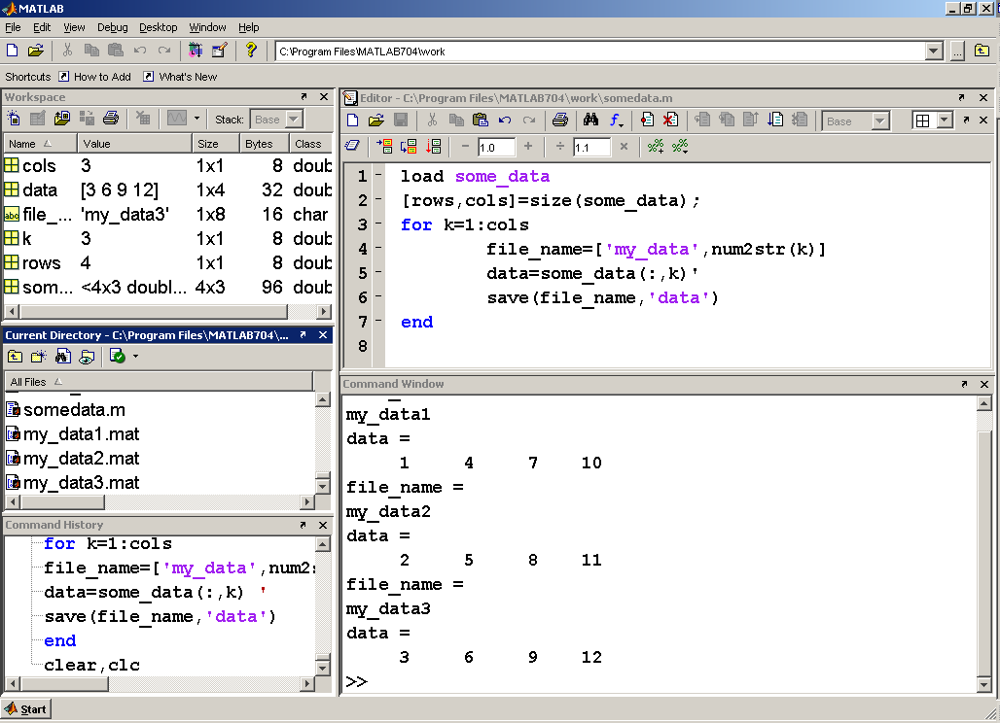 MATLAB
File Edit View Debug Desktop Window Help
C:\Program Files\MATLAB704\work
...
Shortcuts How to Add What's New
Workspace
Stack: Base
Name Value Size Bytes Class
cols 3 1x1 8 doub
data [3 6 9 12] 1x4 32 doub
abc file_... 'my_data3' 1x8 16 char
k 3 1x1 8 doub
rows 4 1x1 8 doub
som... <4x3 doubl... 4x3 96 doub
Current Directory - C:\Program Files\MATLAB704\...
All Files
somedata.m
my_data1.mat
my_data2.mat
my_data3.mat
Command History
for k=1:cols
file_name=['my_data',num2s
data=some_data(:,k) '
save(file_name,'data')
end
clear,clc
Editor - C:\Program Files\MATLAB704\work\somedata.m
Base
− 1.0 + ÷ 1.1 ×
1 - load some_data
2 - [rows,cols]=size(some_data);
3 - for k=1:cols
4 - file_name=['my_data',num2str(k)]
5 - data=some_data(:,k)'
6 - save(file_name,'data')
7 - end
8
Command Window
my_data1
data =
1 4 7 10
file_name =
my_data2
data =
2 5 8 11
file_name =
my_data3
data =
3 6 9 12
>>
Start